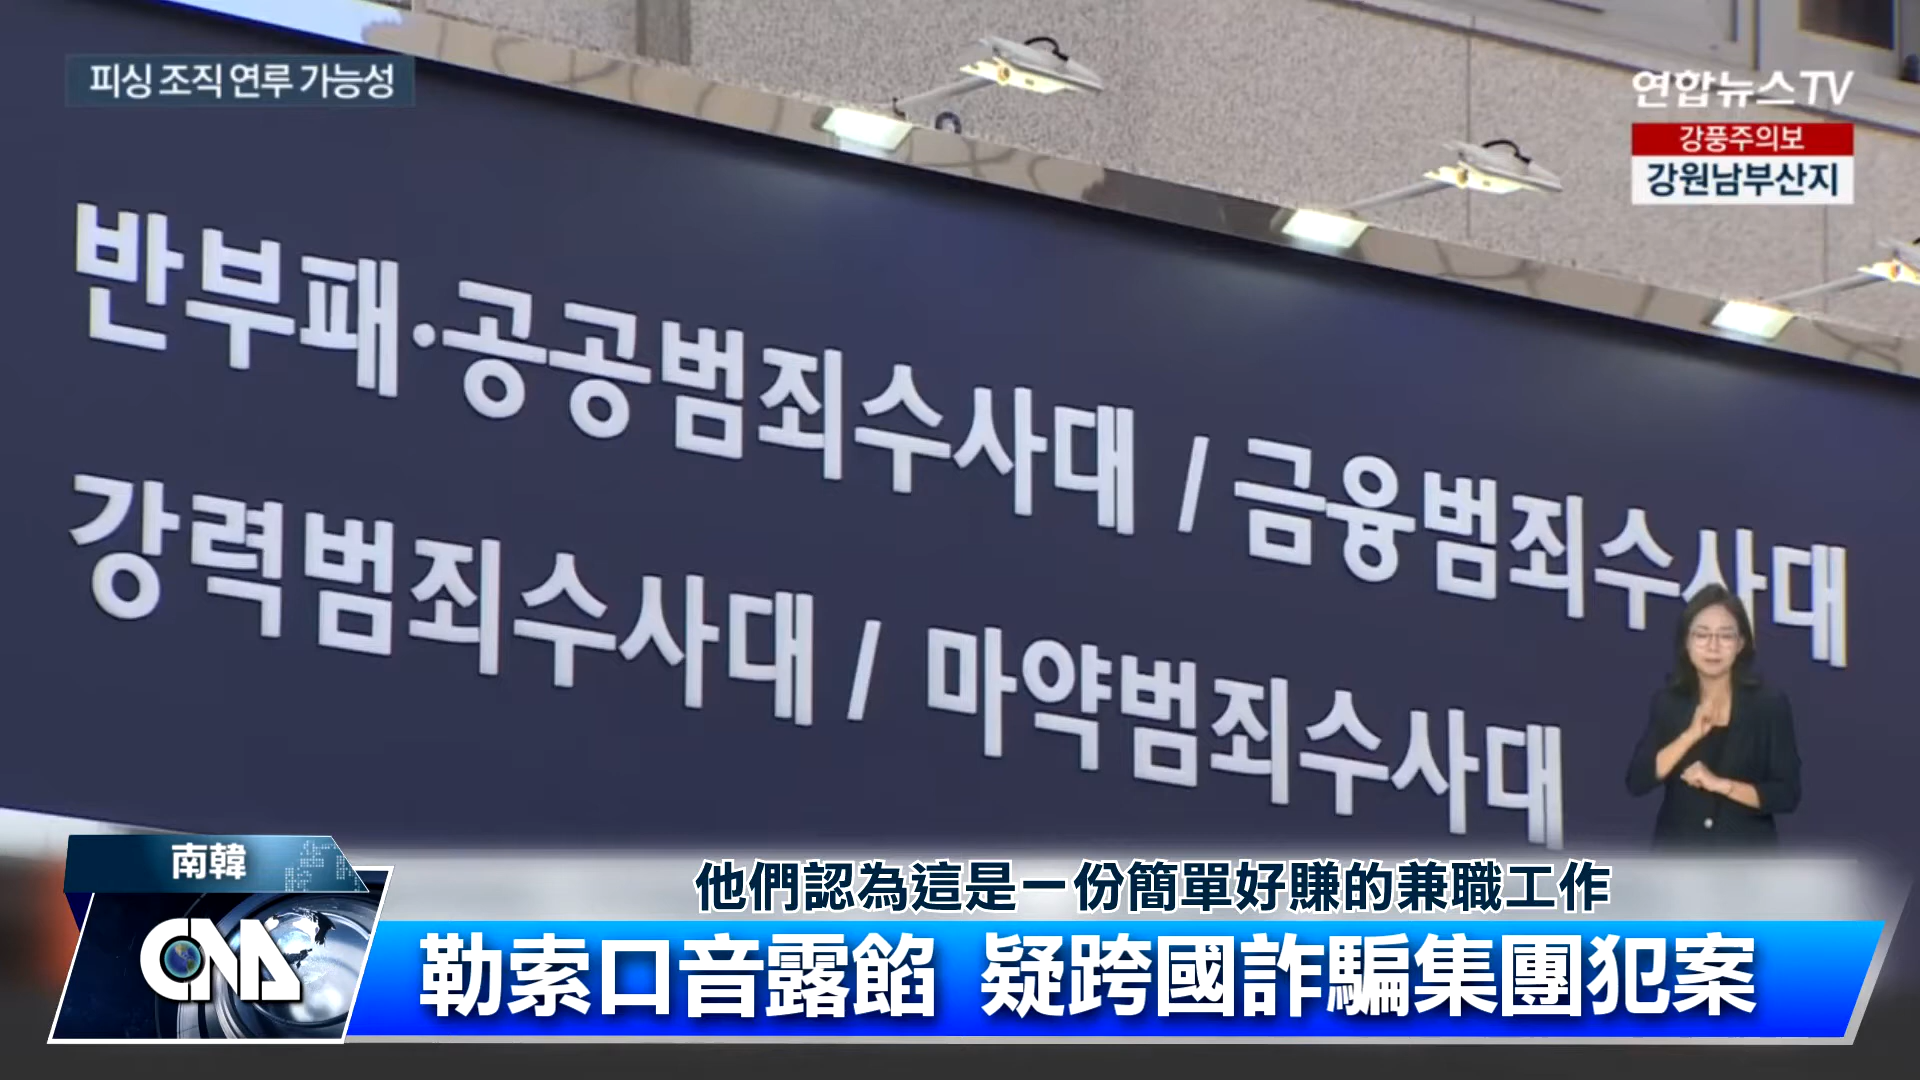 피싱 조직 연루 가능성
연합뉴스TV
강풍주의보
강원남부산지
반부패·공공범죄수사대 / 금융범죄수사대
강력범죄수사대 / 마약범죄수사대
南韓
他們認為這是一份簡單好賺的兼職工作
CNA
勒索口音露餡 疑跨國詐騙集團犯案